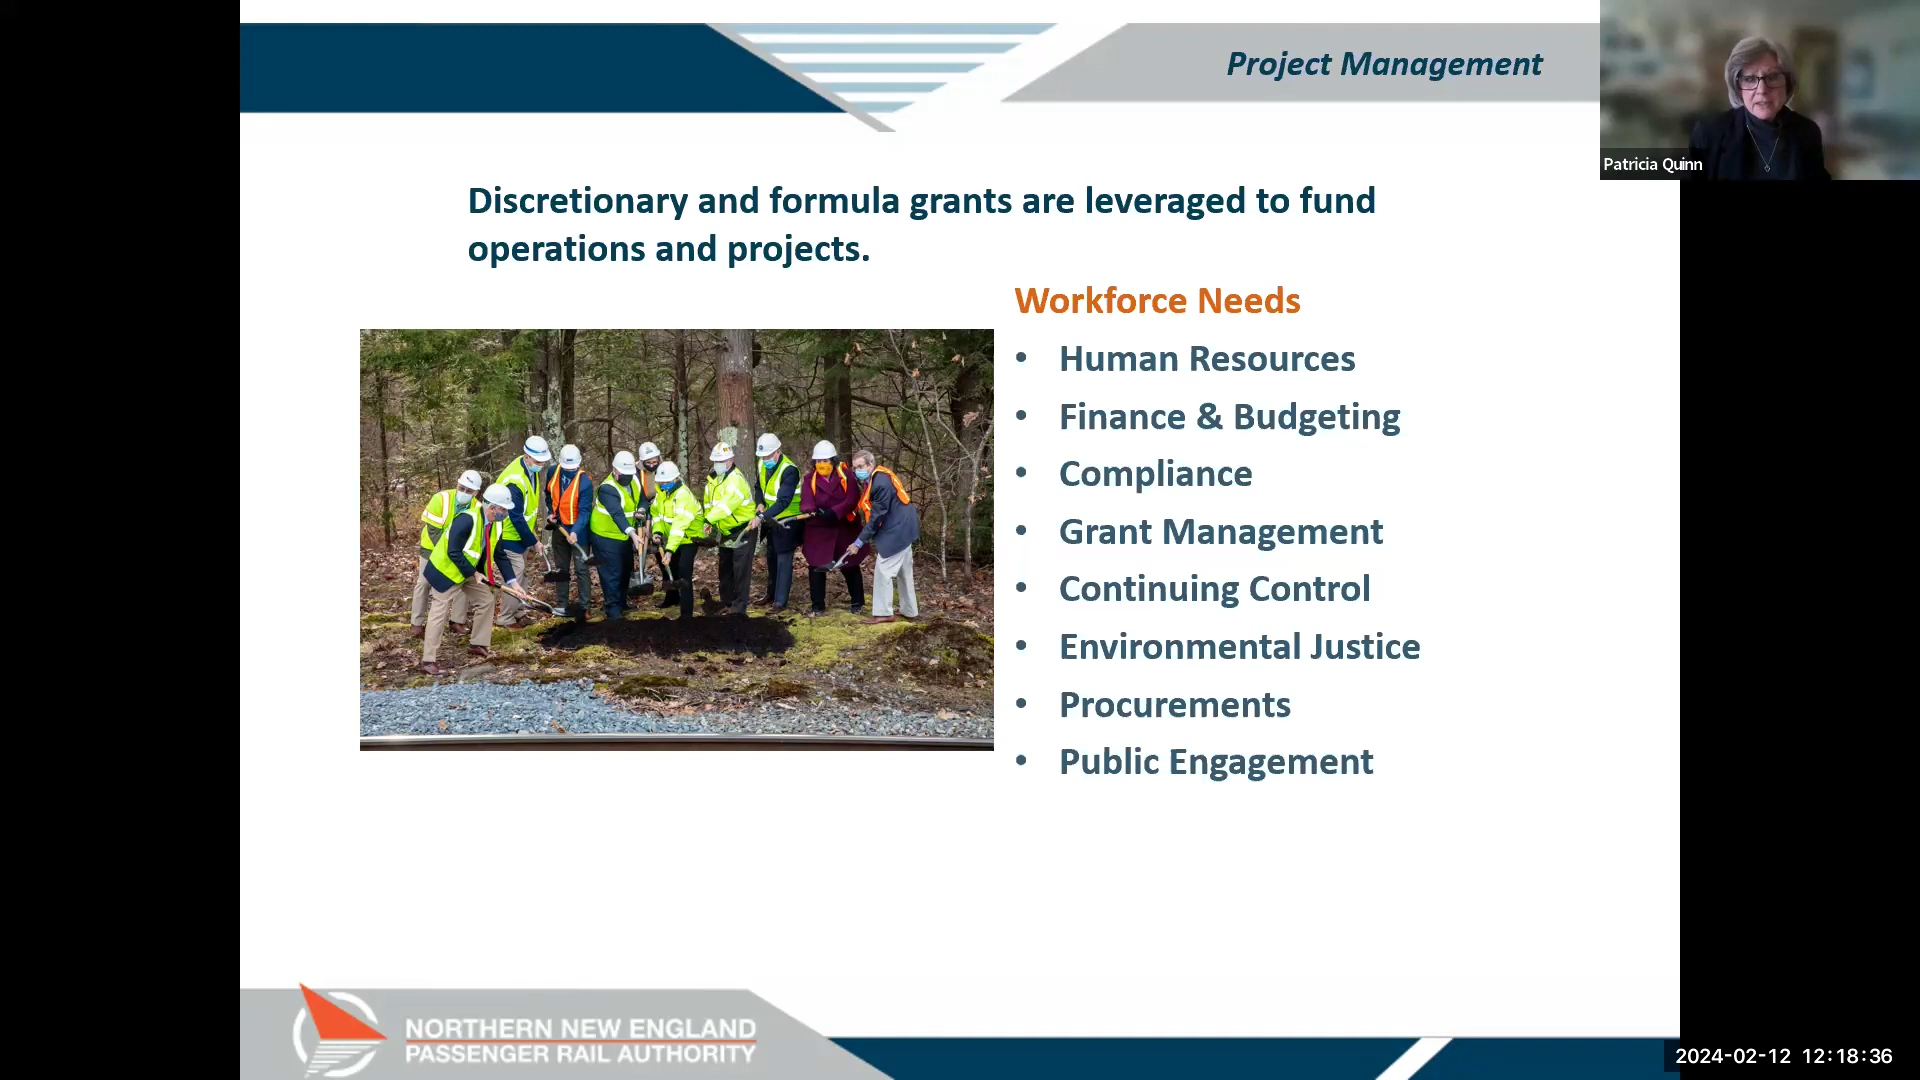 Project Management
Patricia Quinn
Discretionary and formula grants are leveraged to fund
operations and projects.
Workforce Needs
• Human Resources
• Finance & Budgeting
• Compliance
• Grant Management
• Continuing Control
• Environmental Justice
• Procurements
• Public Engagement
NORTHERN NEW ENGLAND
PASSENGER RAIL AUTHORITY
2024-02-12 12:18:36